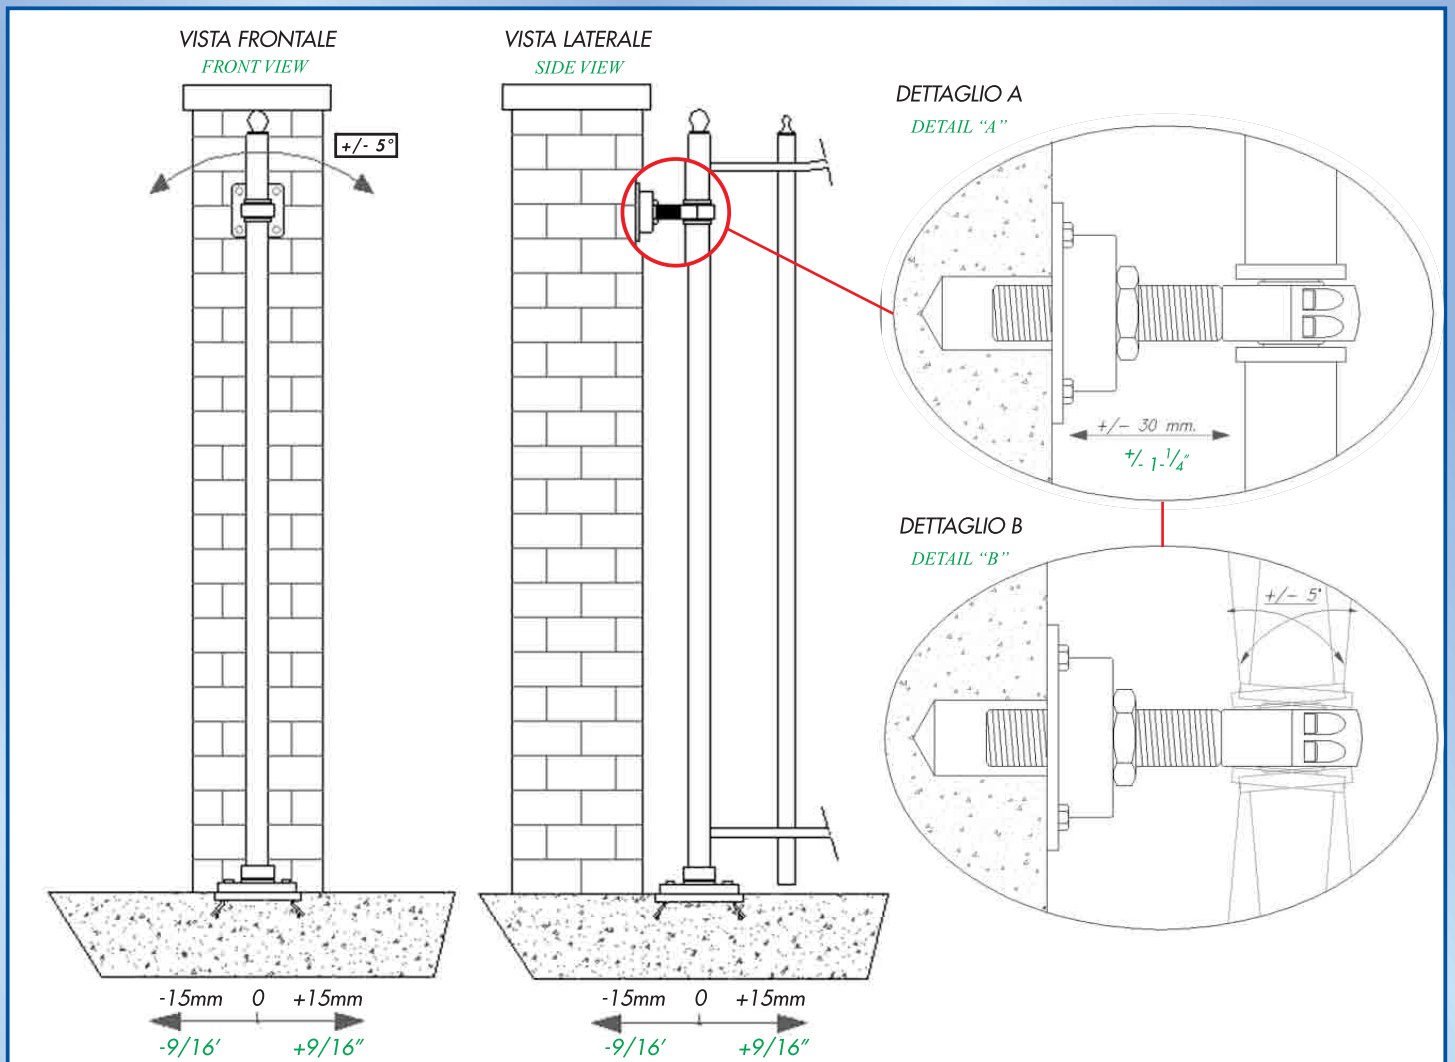 VISTA FRONTALE
FRONT VIEW
+/- 5°
-15mm 0 +15mm
-9/16' +9/16"
VISTA LATERALE
SIDE VIEW
-15mm 0 +15mm
-9/16' +9/16"
DETTAGLIO A
DETAIL “A”
+/- 30 mm.
+/- 1-1/4"
DETTAGLIO B
DETAIL “B”
+/- 5°